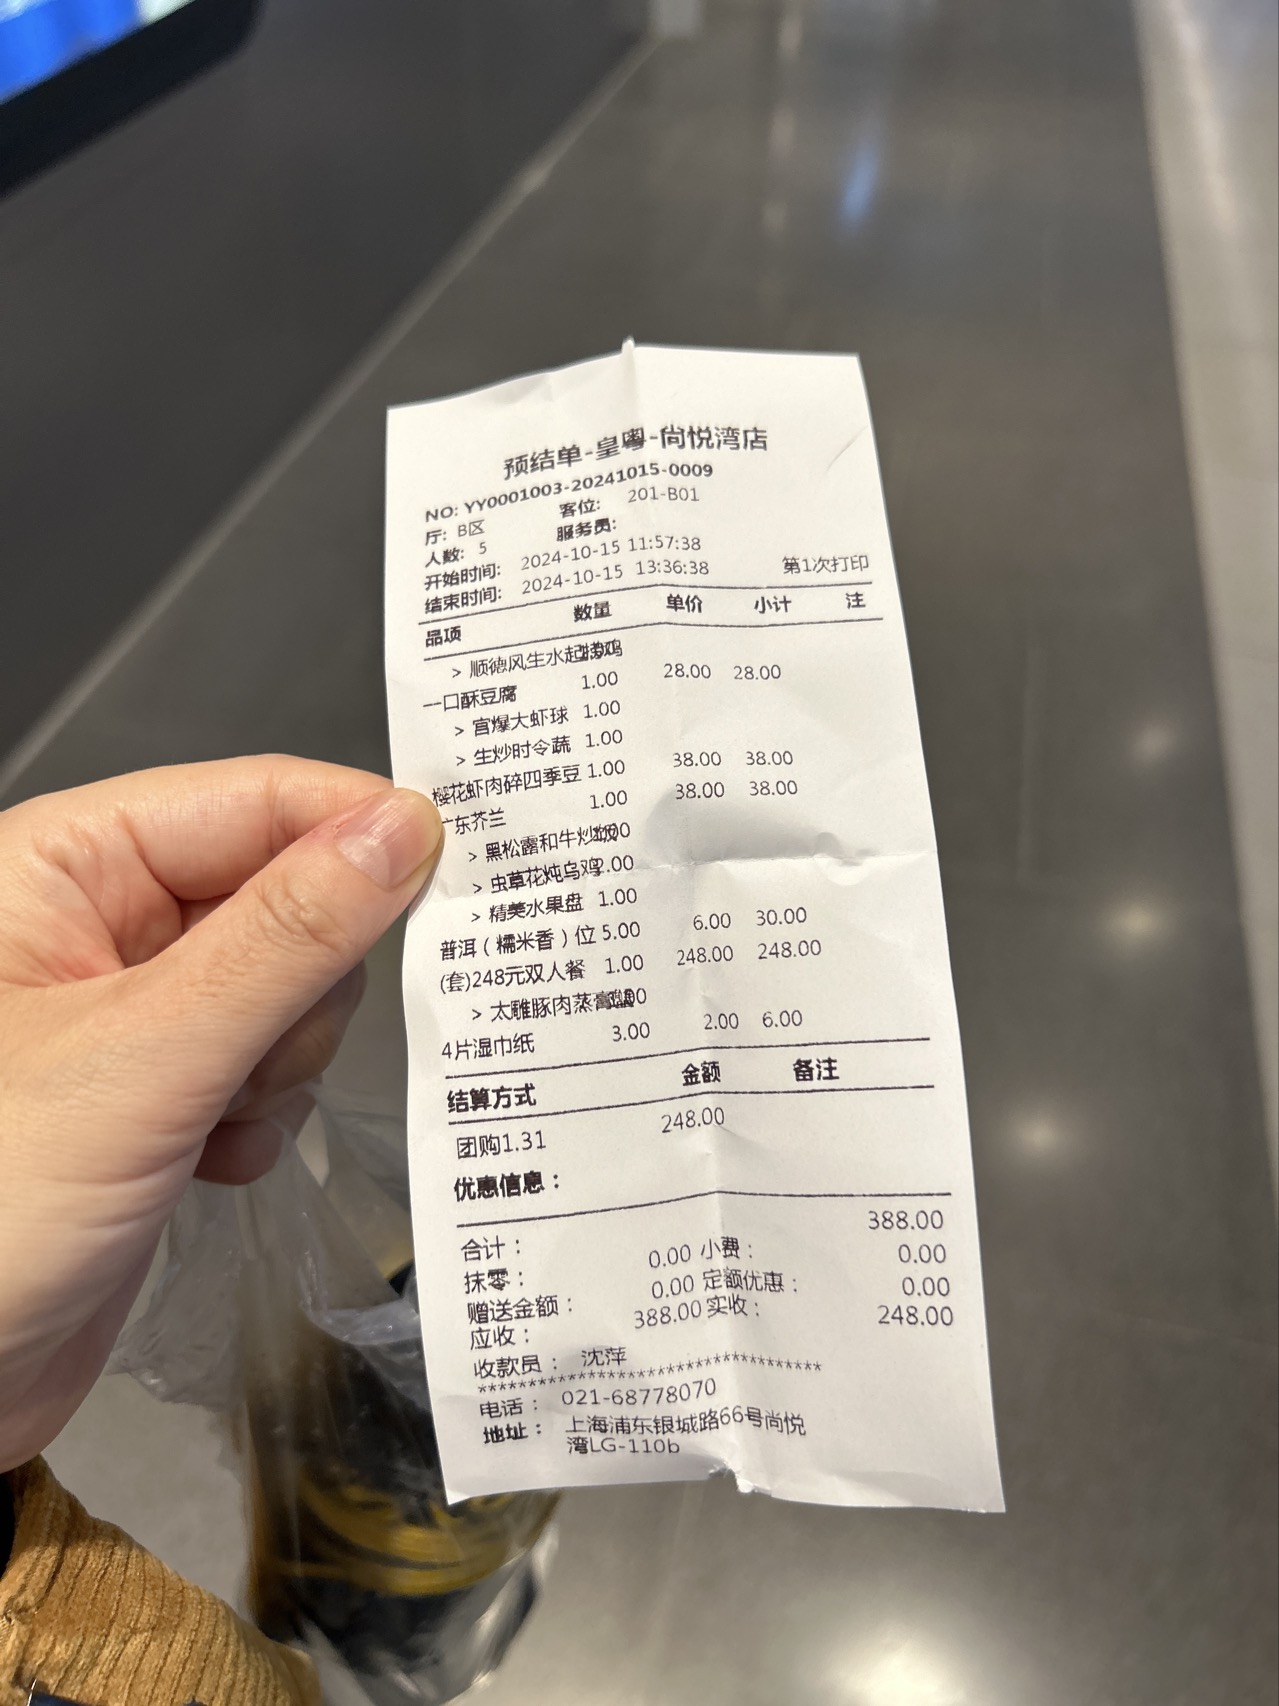 预结单-皇粤-尚悦湾店
NO: YY0001003-20241015-0009
厅: B区 客位: 201-B01
人数: 5 服务员:
开始时间: 2024-10-15 11:57:38
结束时间: 2024-10-15 13:36:38 第1次打印
品项 数量 单价 小计 注
> 顺德风生水起捞鸡
一口酥豆腐 1.00 28.00 28.00
> 宫爆大虾球 1.00
> 生炒时令蔬 1.00
樱花虾肉碎四季豆 1.00 38.00 38.00
广东芥兰 1.00 38.00 38.00
> 黑松露和牛炒饭
> 虫草花炖乌鸡 2.00
> 精美水果盘 1.00
普洱（糯米香）位 5.00 6.00 30.00
(套)248元双人餐 1.00 248.00 248.00
> 太雕豚肉蒸膏
4片湿巾纸 3.00 2.00 6.00
结算方式 金额 备注
团购1.31 248.00
优惠信息：
合计： 388.00
抹零： 0.00 小费： 0.00
赠送金额： 0.00 定额优惠： 0.00
应收： 388.00 实收： 248.00
收款员： 沈萍
************************************
电话： 021-68778070
地址： 上海浦东银城路66号尚悦
湾LG-110b